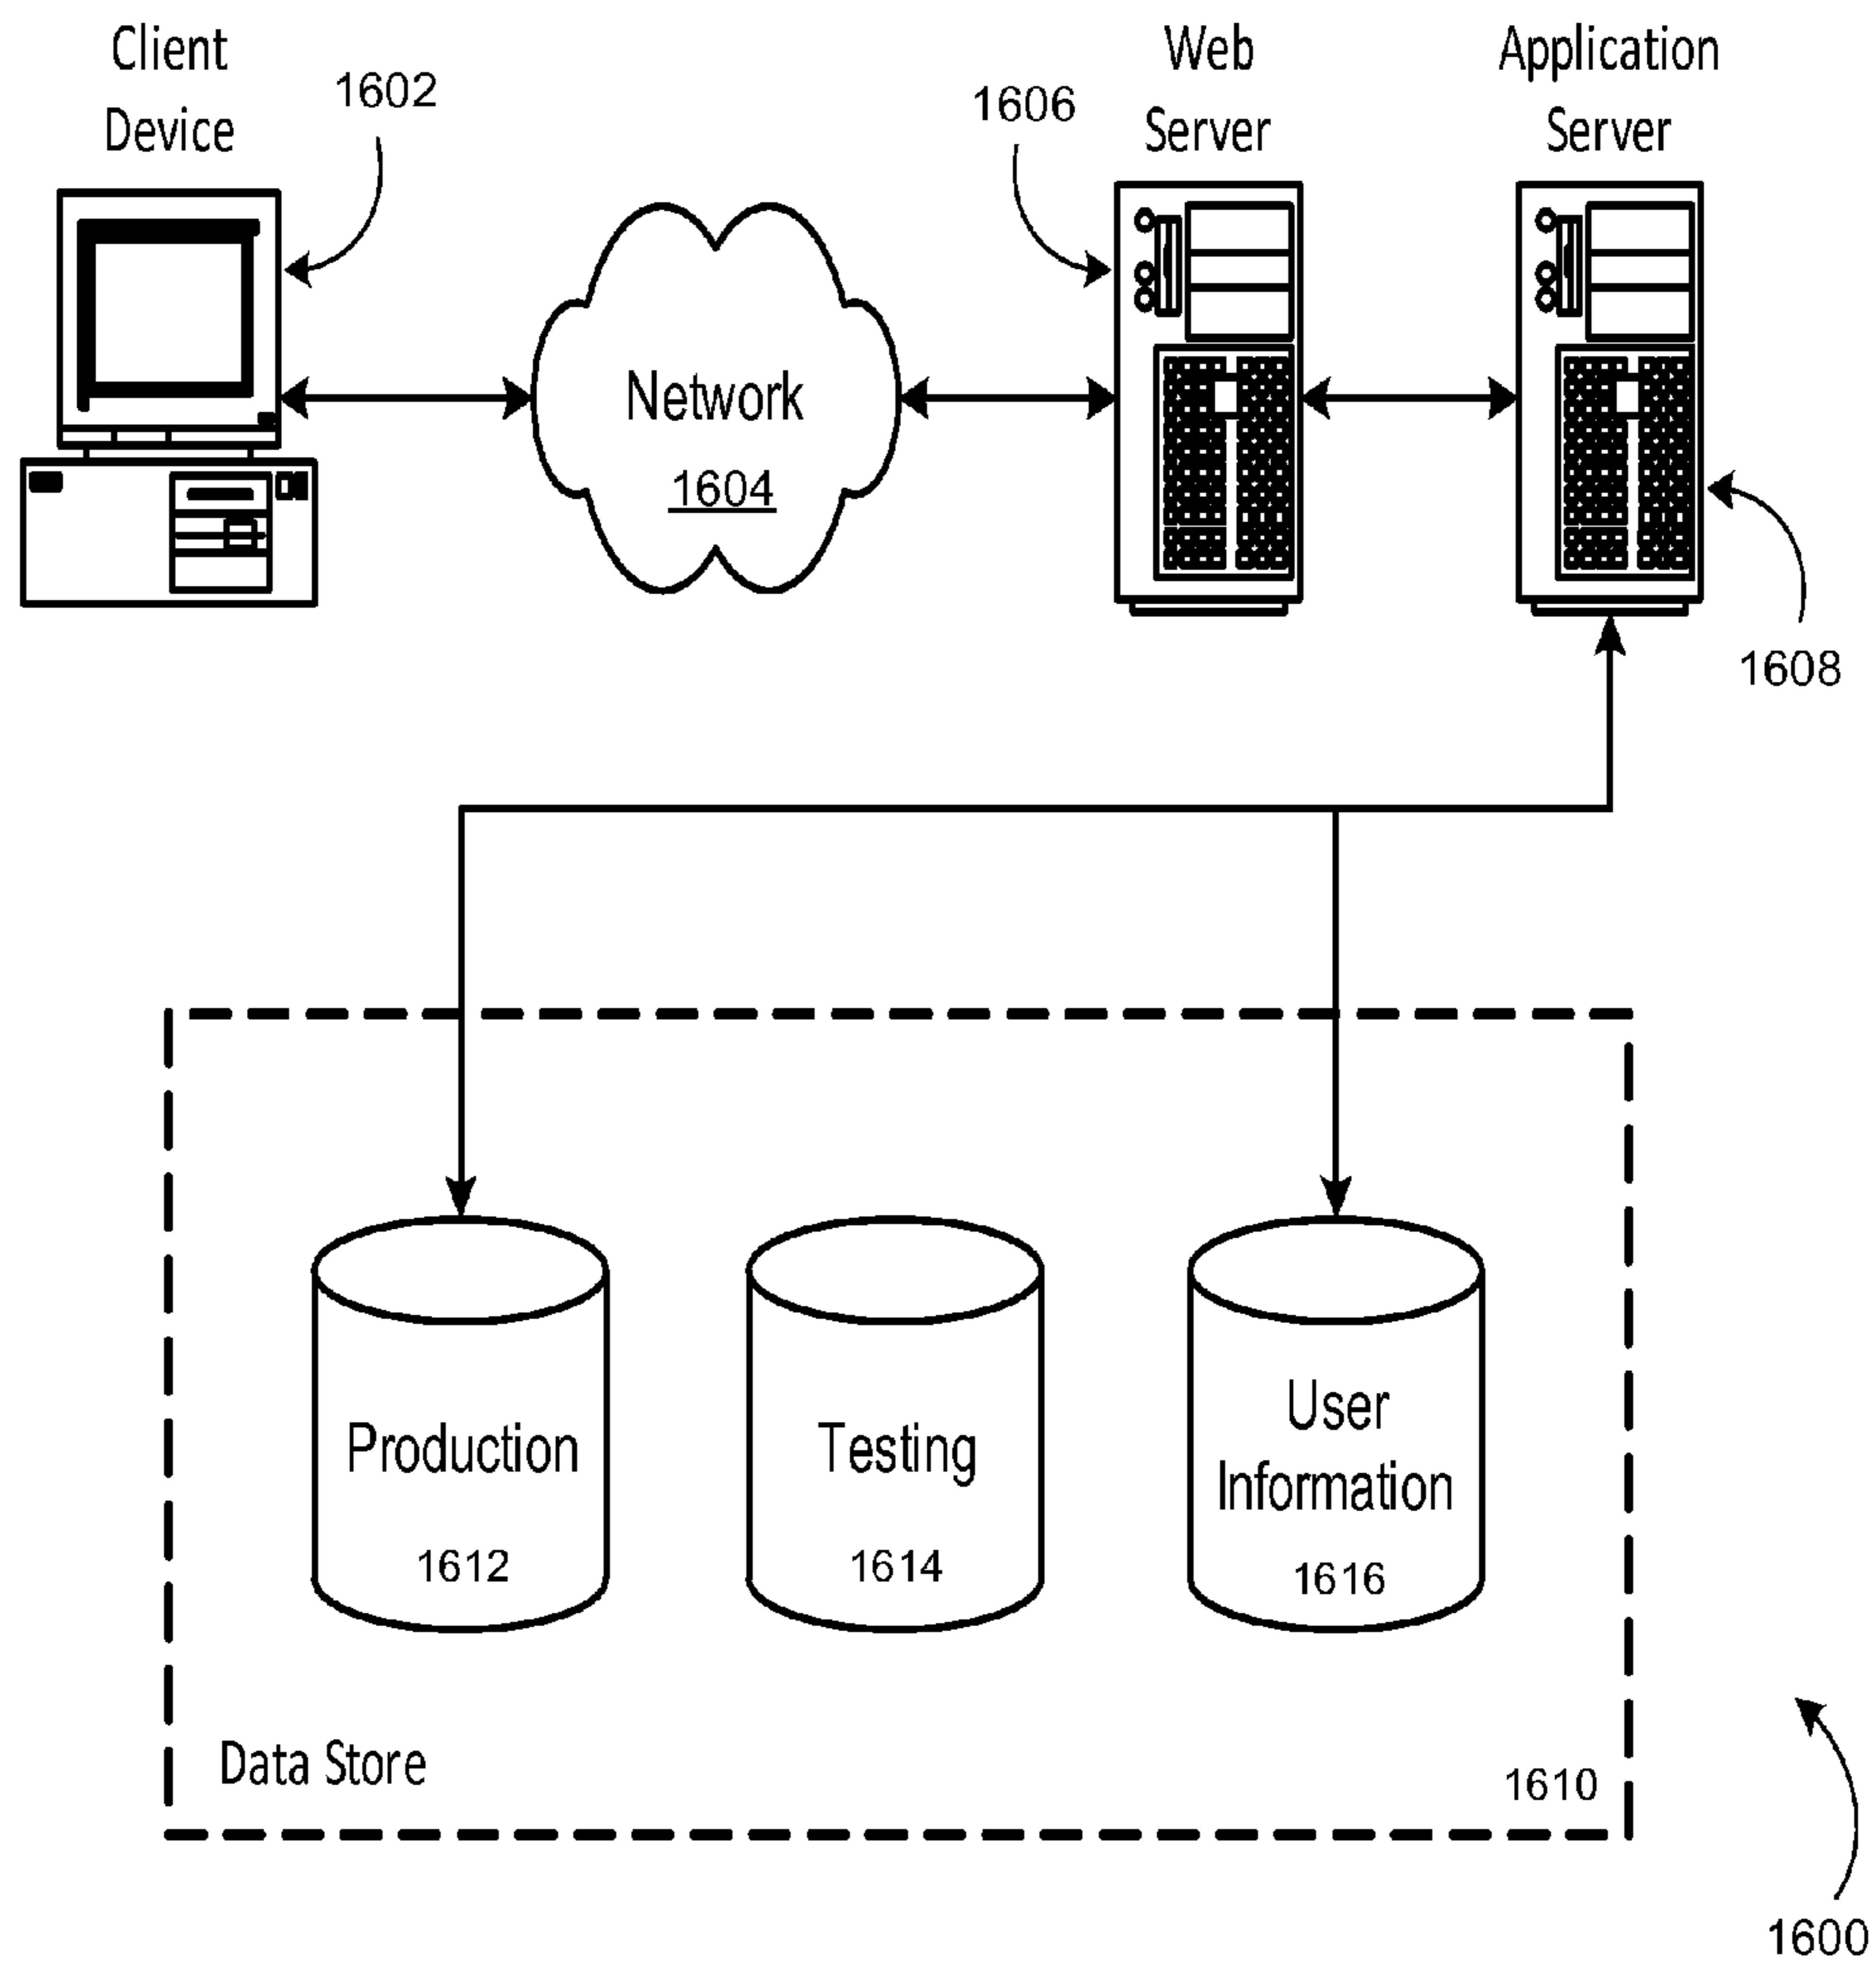 Client
Device
1602
1606
Web
Server
Application
Server
Network
1604
1608
Production
1612
Testing
1614
User
Information
1616
Data Store
1610
1600